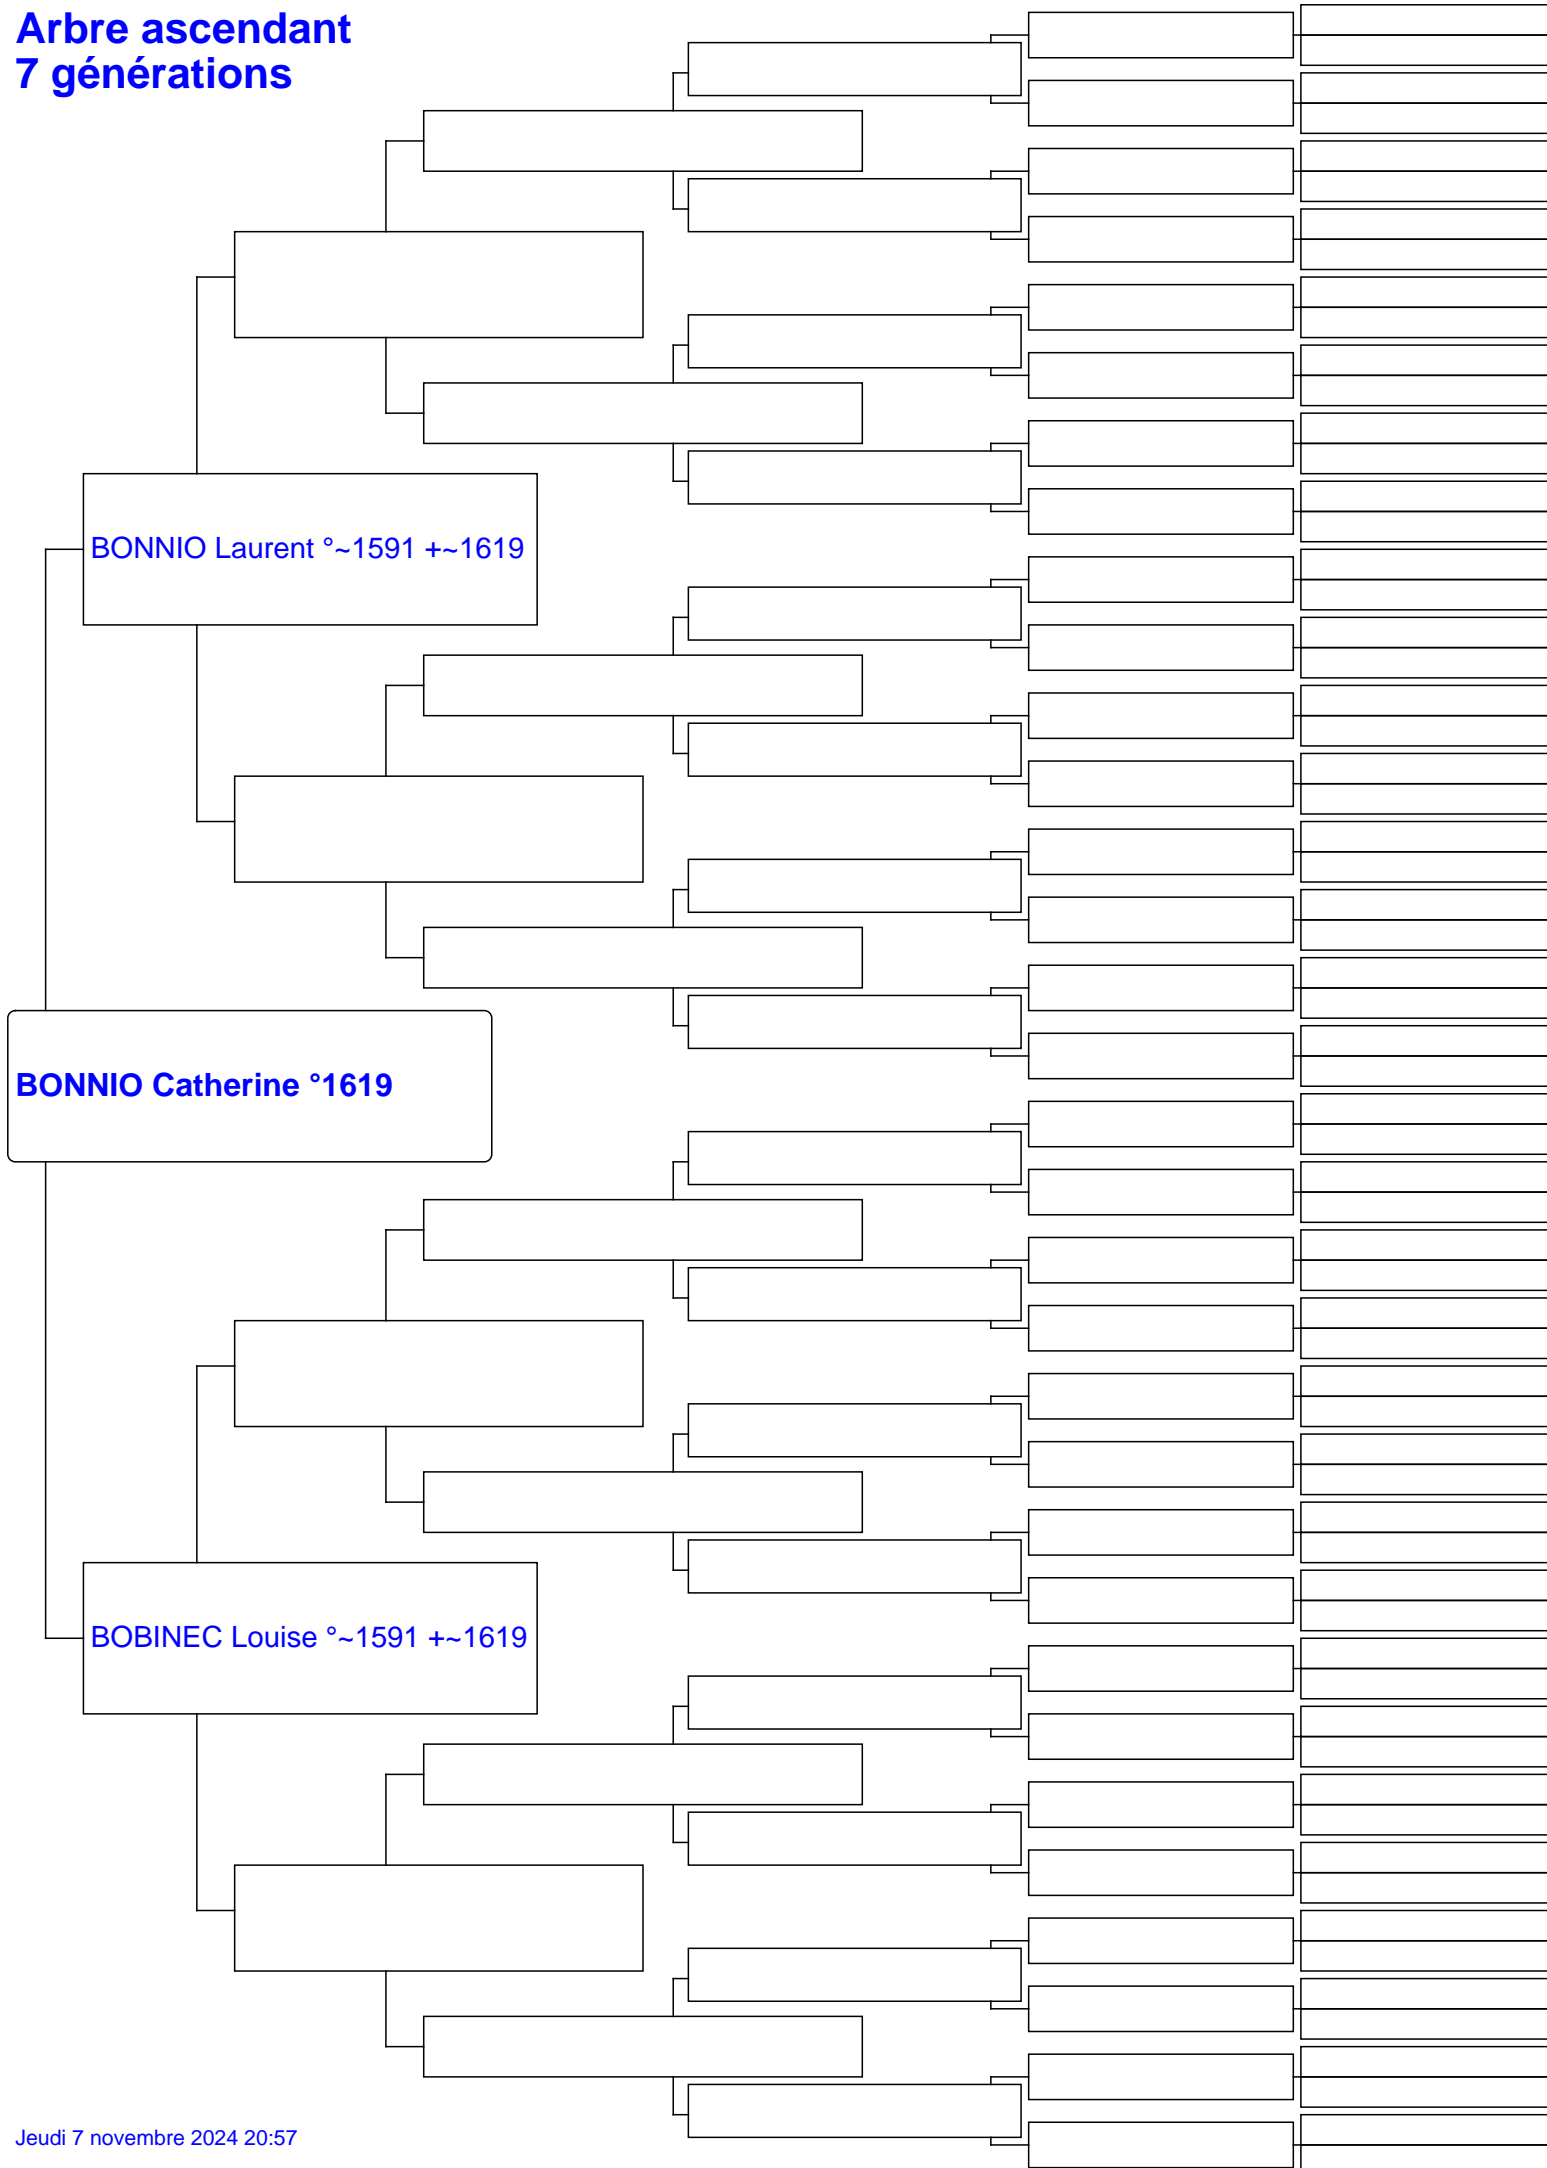 Arbre ascendant
7 générations
BONNIO Laurent °~1591 +~1619
BONNIO Catherine °1619
BOBINEC Louise °~1591 +~1619
Jeudi 7 novembre 2024 20:57